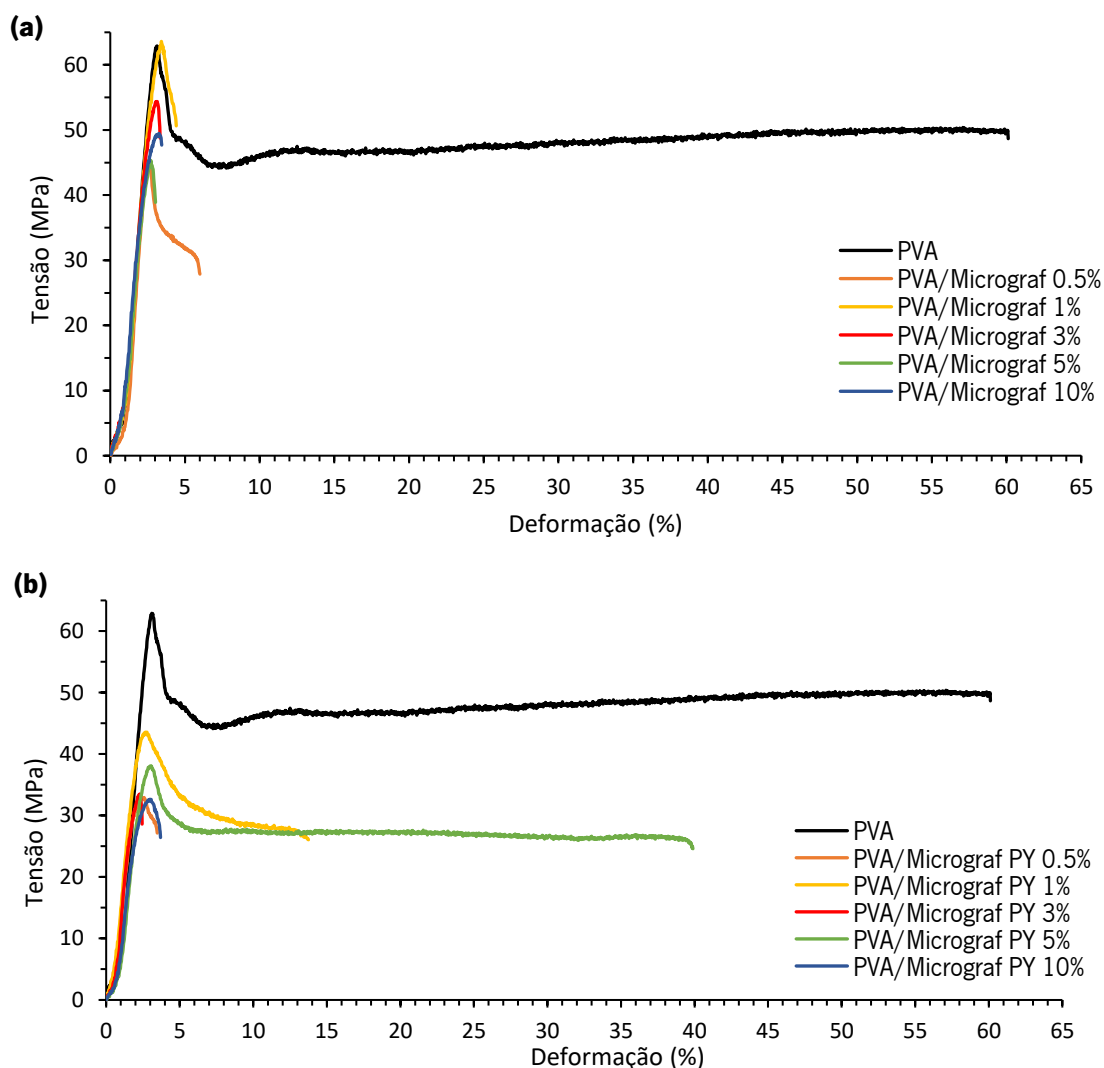 (a)
Tensão (MPa)
60
50
40
30
20
10
0
0 5 10 15 20 25 30 35 40 45 50 55 60 65
Deformação (%)
PVA
PVA/Micrograf 0.5%
PVA/Micrograf 1%
PVA/Micrograf 3%
PVA/Micrograf 5%
PVA/Micrograf 10%
(b)
Tensão (MPa)
60
50
40
30
20
10
0
0 5 10 15 20 25 30 35 40 45 50 55 60 65
Deformação (%)
PVA
PVA/Micrograf PY 0.5%
PVA/Micrograf PY 1%
PVA/Micrograf PY 3%
PVA/Micrograf PY 5%
PVA/Micrograf PY 10%